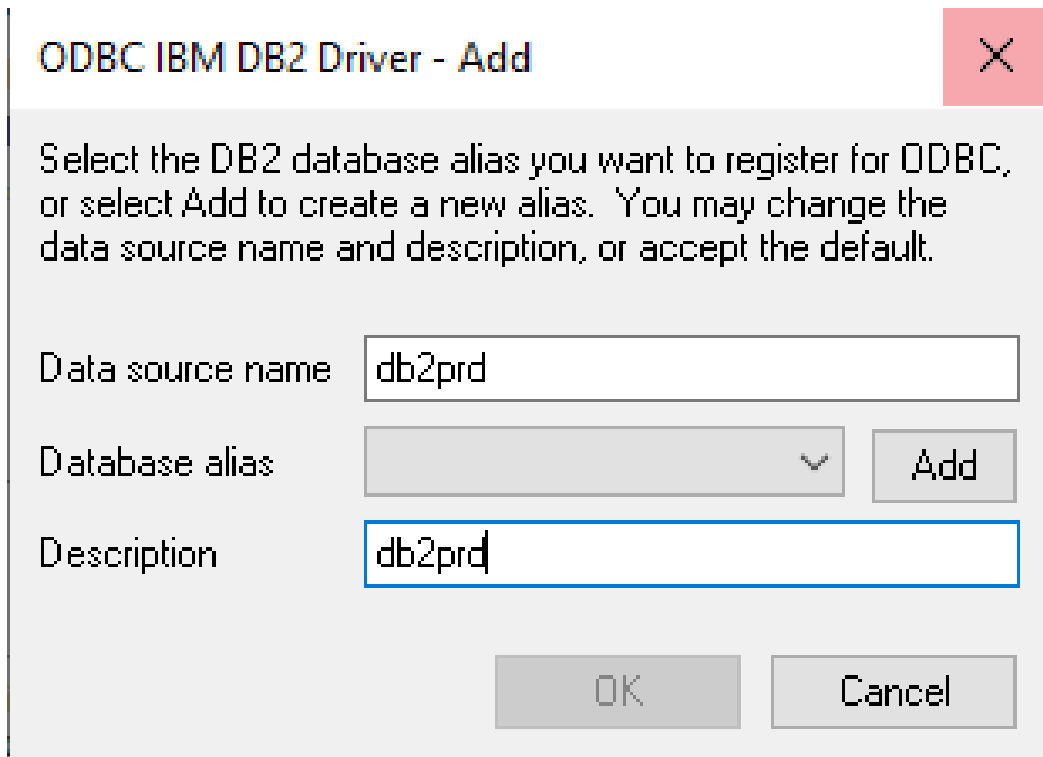 ODBC IBM DB2 Driver - Add
Select the DB2 database alias you want to register for ODBC,
or select Add to create a new alias.  You may change the
data source name and description, or accept the default.
Data source name db2prd
Database alias Add
Description db2prd
OK Cancel